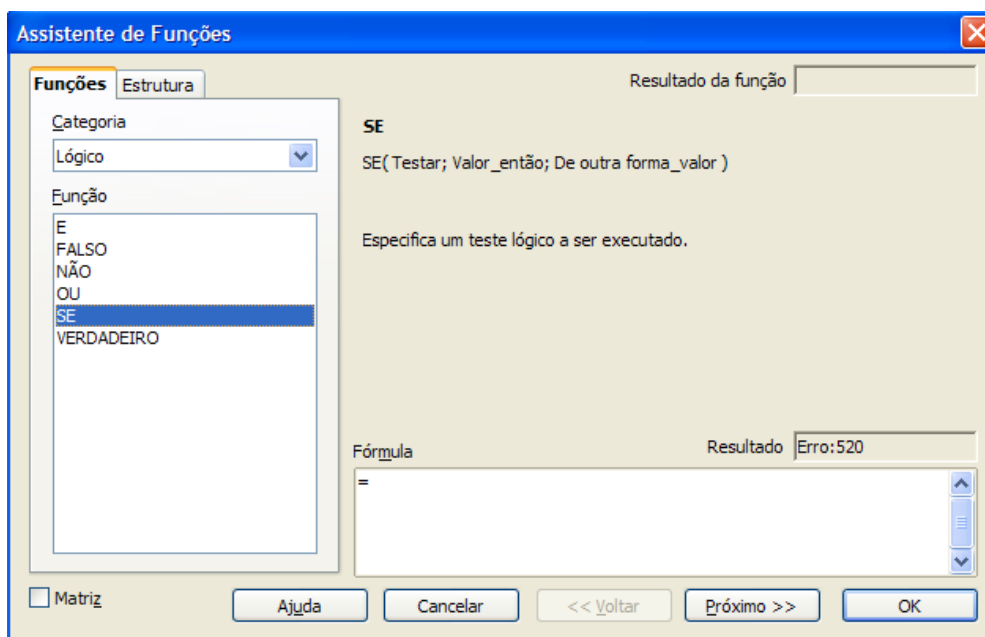 Assistente de Funções
Funções
Estrutura
Categoria
Lógico
Função
E
FALSO
NÃO
OU
SE
VERDADEIRO
Matriz
Resultado da função
SE
SE( Testar; Valor_então; De outra forma_valor )
Especifica um teste lógico a ser executado.
Fórmula
Resultado
Erro:520
=
Ajuda
Cancelar
<< Voltar
Próximo >>
OK